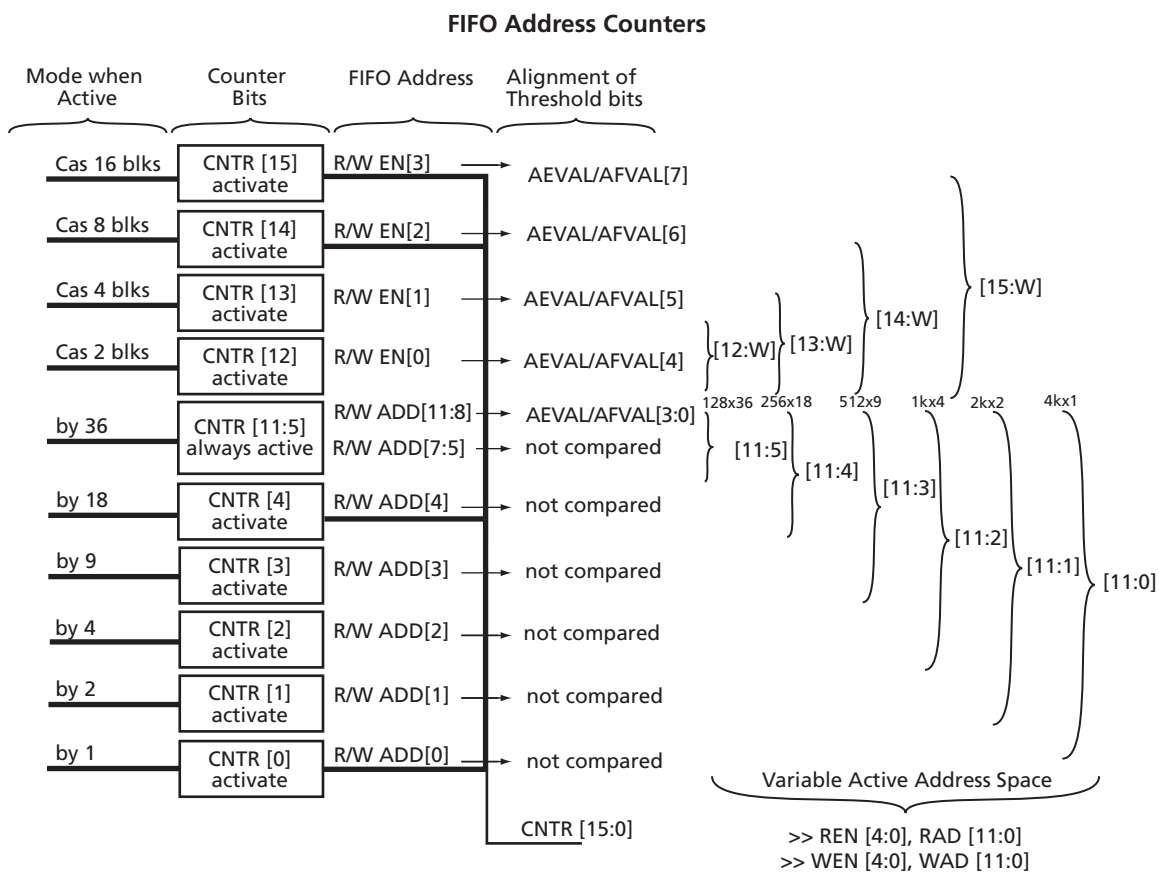 FIFO Address Counters
Mode when
Active
Counter
Bits
FIFO Address
Alignment of
Threshold bits
Cas 16 blks
CNTR [15]
activate
R/W EN[3]
AEVAL/AFVAL[7]
Cas 8 blks
CNTR [14]
activate
R/W EN[2]
AEVAL/AFVAL[6]
Cas 4 blks
CNTR [13]
activate
R/W EN[1]
AEVAL/AFVAL[5]
Cas 2 blks
CNTR [12]
activate
R/W EN[0]
AEVAL/AFVAL[4]
[12:W]
[13:W]
[14:W]
[15:W]
by 36
CNTR [11:5]
always active
R/W ADD[11:8]
AEVAL/AFVAL[3:0]
R/W ADD[7:5]
not compared
128x36
256x18
512x9
1kx4
2kx2
4kx1
[11:5]
[11:4]
[11:3]
[11:2]
[11:1]
[11:0]
by 18
CNTR [4]
activate
R/W ADD[4]
not compared
by 9
CNTR [3]
activate
R/W ADD[3]
not compared
by 4
CNTR [2]
activate
R/W ADD[2]
not compared
by 2
CNTR [1]
activate
R/W ADD[1]
not compared
by 1
CNTR [0]
activate
R/W ADD[0]
not compared
CNTR [15:0]
Variable Active Address Space
>> REN [4:0], RAD [11:0]
>> WEN [4:0], WAD [11:0]